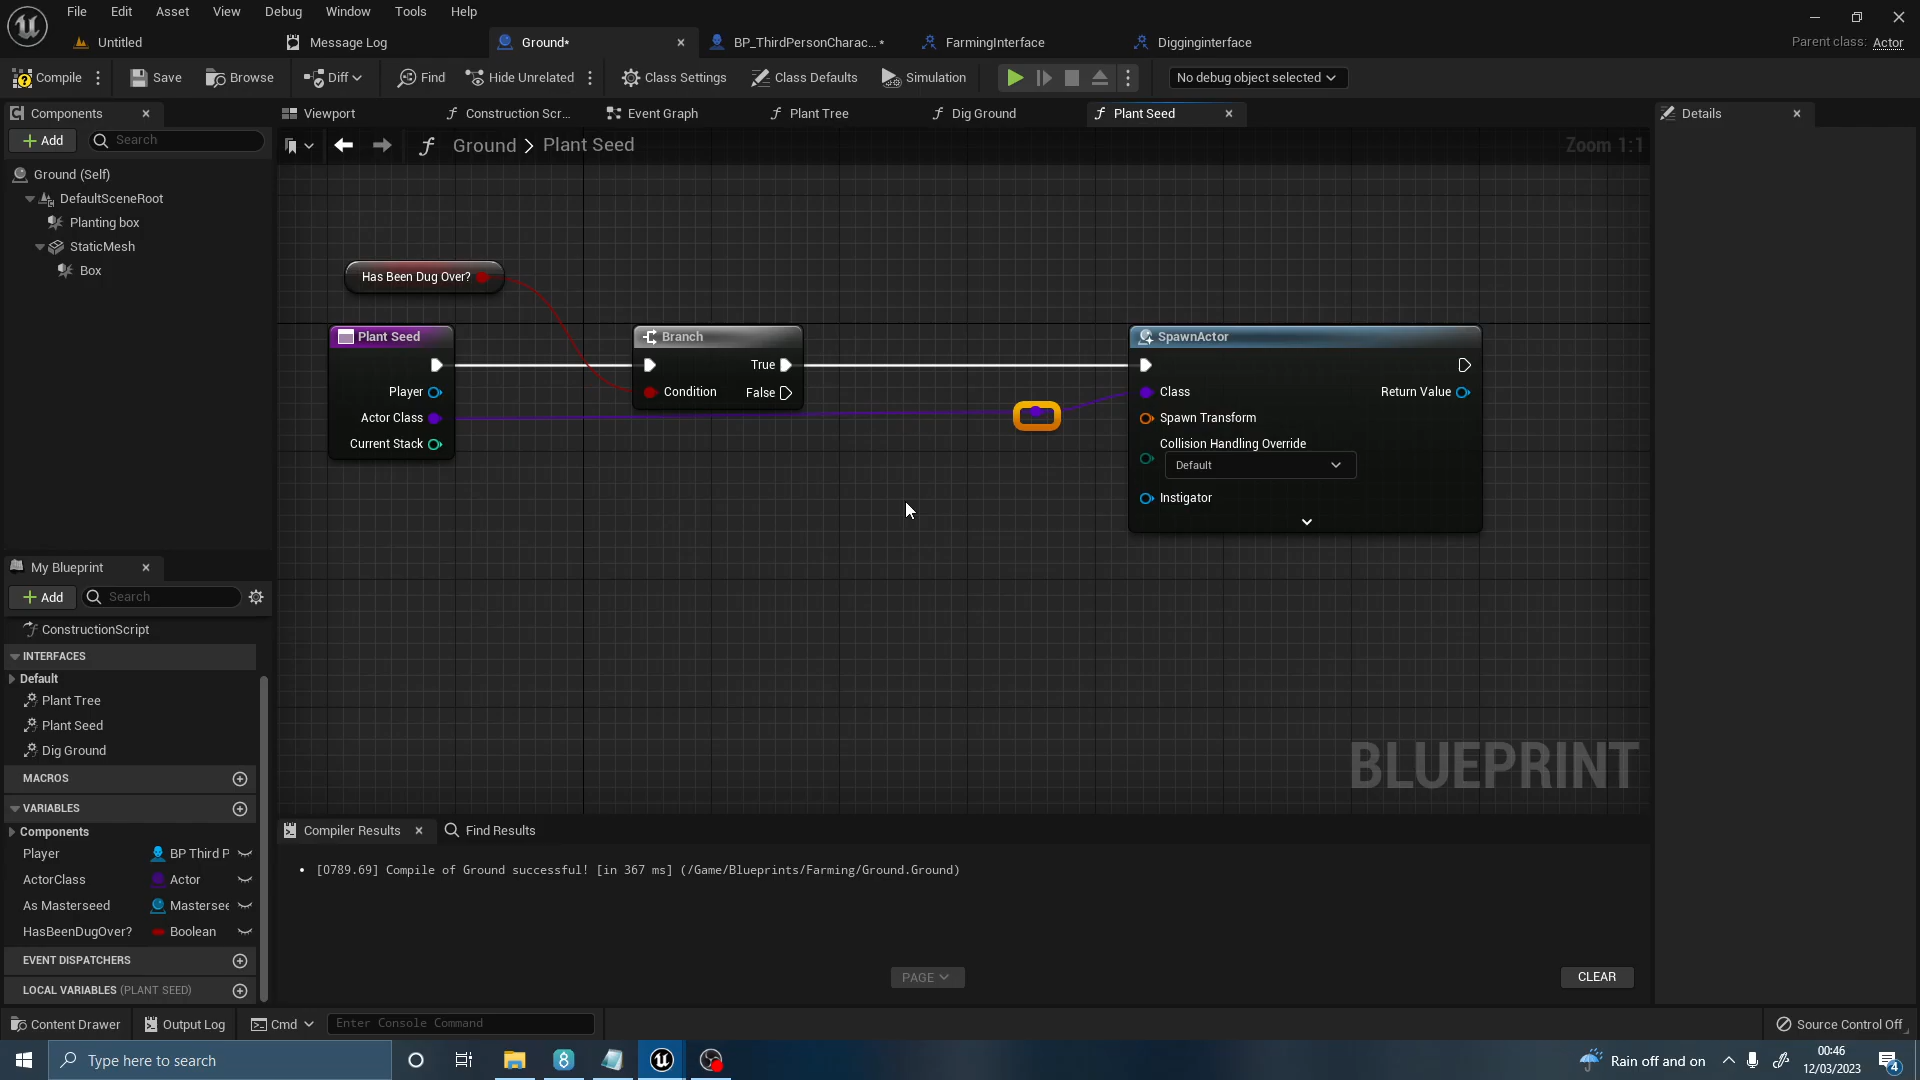 File Edit Asset View Debug Window Tools Help
Untitled Message Log Ground* BP_ThirdPersonCharac...* FarmingInterface Digginginterface Parent class: Actor
Compile Save Browse Diff Find Hide Unrelated Class Settings Class Defaults Simulation No debug object selected
Components Viewport Construction Scr... Event Graph Plant Tree Dig Ground Plant Seed Details
Add Search
Ground > Plant Seed Zoom 1:1
Ground (Self)
DefaultSceneRoot
Planting box
StaticMesh
Box
Has Been Dug Over?
Plant Seed
Player
Actor Class
Current Stack
Branch
True
Condition False
SpawnActor
Class Return Value
Spawn Transform
Collision Handling Override
Default
Instigator
BLUEPRINT
My Blueprint
Add Search
ConstructionScript
INTERFACES
Default
Plant Tree
Plant Seed
Dig Ground
MACROS
VARIABLES
Components
Player BP Third P
ActorClass Actor
As Masterseed Mastersee
HasBeenDugOver? Boolean
EVENT DISPATCHERS
LOCAL VARIABLES (PLANT SEED)
Compiler Results Find Results
[0789.69] Compile of Ground successful! [in 367 ms] (/Game/Blueprints/Farming/Ground.Ground)
PAGE CLEAR
Content Drawer Output Log Cmd Enter Console Command Source Control Off
Type here to search Rain off and on 00:46
12/03/2023 4